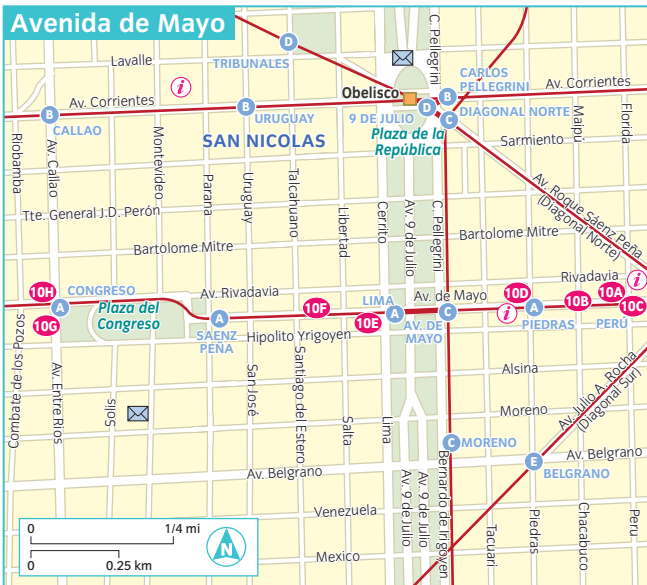 Avenida de Mayo
Lavalle
D
TRIBUNALES
C. Pellegrini
CARLOS
PELLEGRINI
Obelisco
B
Av. Corrientes
i
Av. Corrientes
B
CALLAO
B
URUGUAY
9 DE JULIO
D
DIAGONAL NORTE
C
SAN NICOLAS
Plaza de la
República
Sarmiento
Maipú
Florida
Riobamba
Av. Callao
Montevideo
Parana
Uruguay
Talcahuano
Libertad
Cerrito
Av. 9 de Julio
C. Pellegrini
Av. Roque Sáenz Peña
(Diagonal Norte)
Tte. General J.D. Perón
Bartolome Mitre
Bartolome Mitre
Rivadavia
i
10H
A
CONGRESO
Av. Rivadavia
Plaza del
Congreso
10F
LIMA
A
Av. de Mayo
C
10D
i
A
10B
10A
10C
10G
A
SAENZ
PEÑA
10E
AV. DE
MAYO
PIEDRAS
PERÚ
Hipolito Yrigoyen
Combate de los Pozos
Av. Entre Rios
Solis
San José
Santiago del Estero
Salta
Lima
Alsina
Av. Julio A. Rocha
(Diagonal Sur)
Moreno
C
MORENO
Av. Belgrano
E
BELGRANO
Av. Belgrano
Av. 9 de Julio
Av. 9 de Julio
Bernardo de Irigoyen
Venezuela
Mexico
Tacuari
Piedras
Chacabuco
Peru
0
1/4 mi
0
0.25 km
N